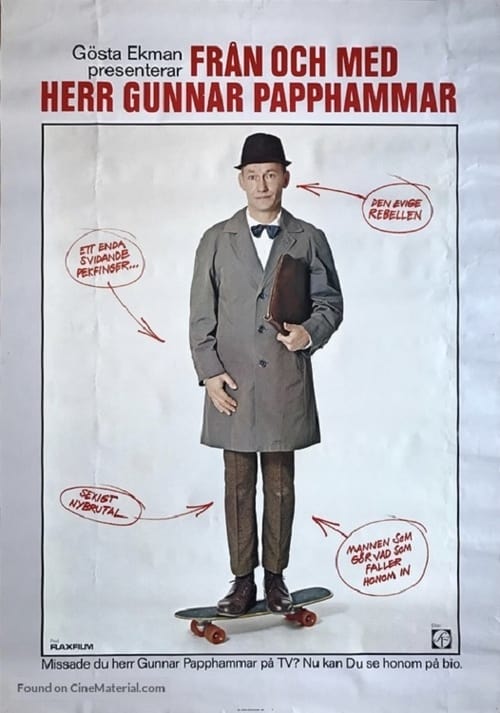 Gösta Ekman
presenterar
FRÅN OCH MED
HERR GUNNAR PAPPHAMMAR
DEN EVIGE
REBELLEN
ETT ENDA
SVIDANDE
PEKFINGER...
SEXIGT
NYBRUTAL
MANNEN SOM
GÖR VAD SOM
FALLER
HONOM IN
FLAXFILM
Missade du herr Gunnar Papphammar på TV? Nu kan Du se honom på bio.
Found on CineMaterial.com